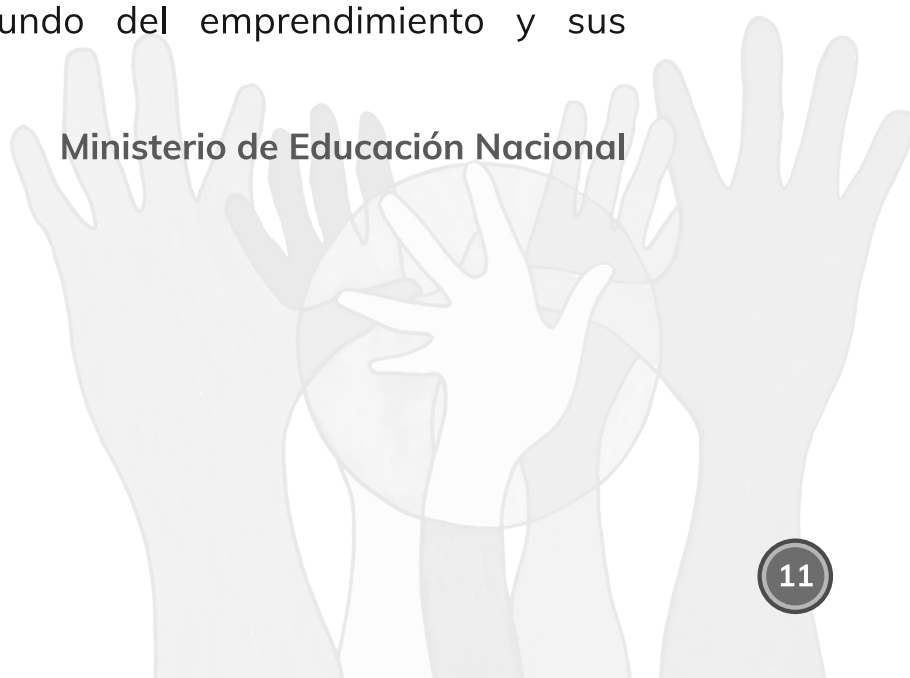 undo del emprendimiento y sus
Ministerio de Educación Nacional
11